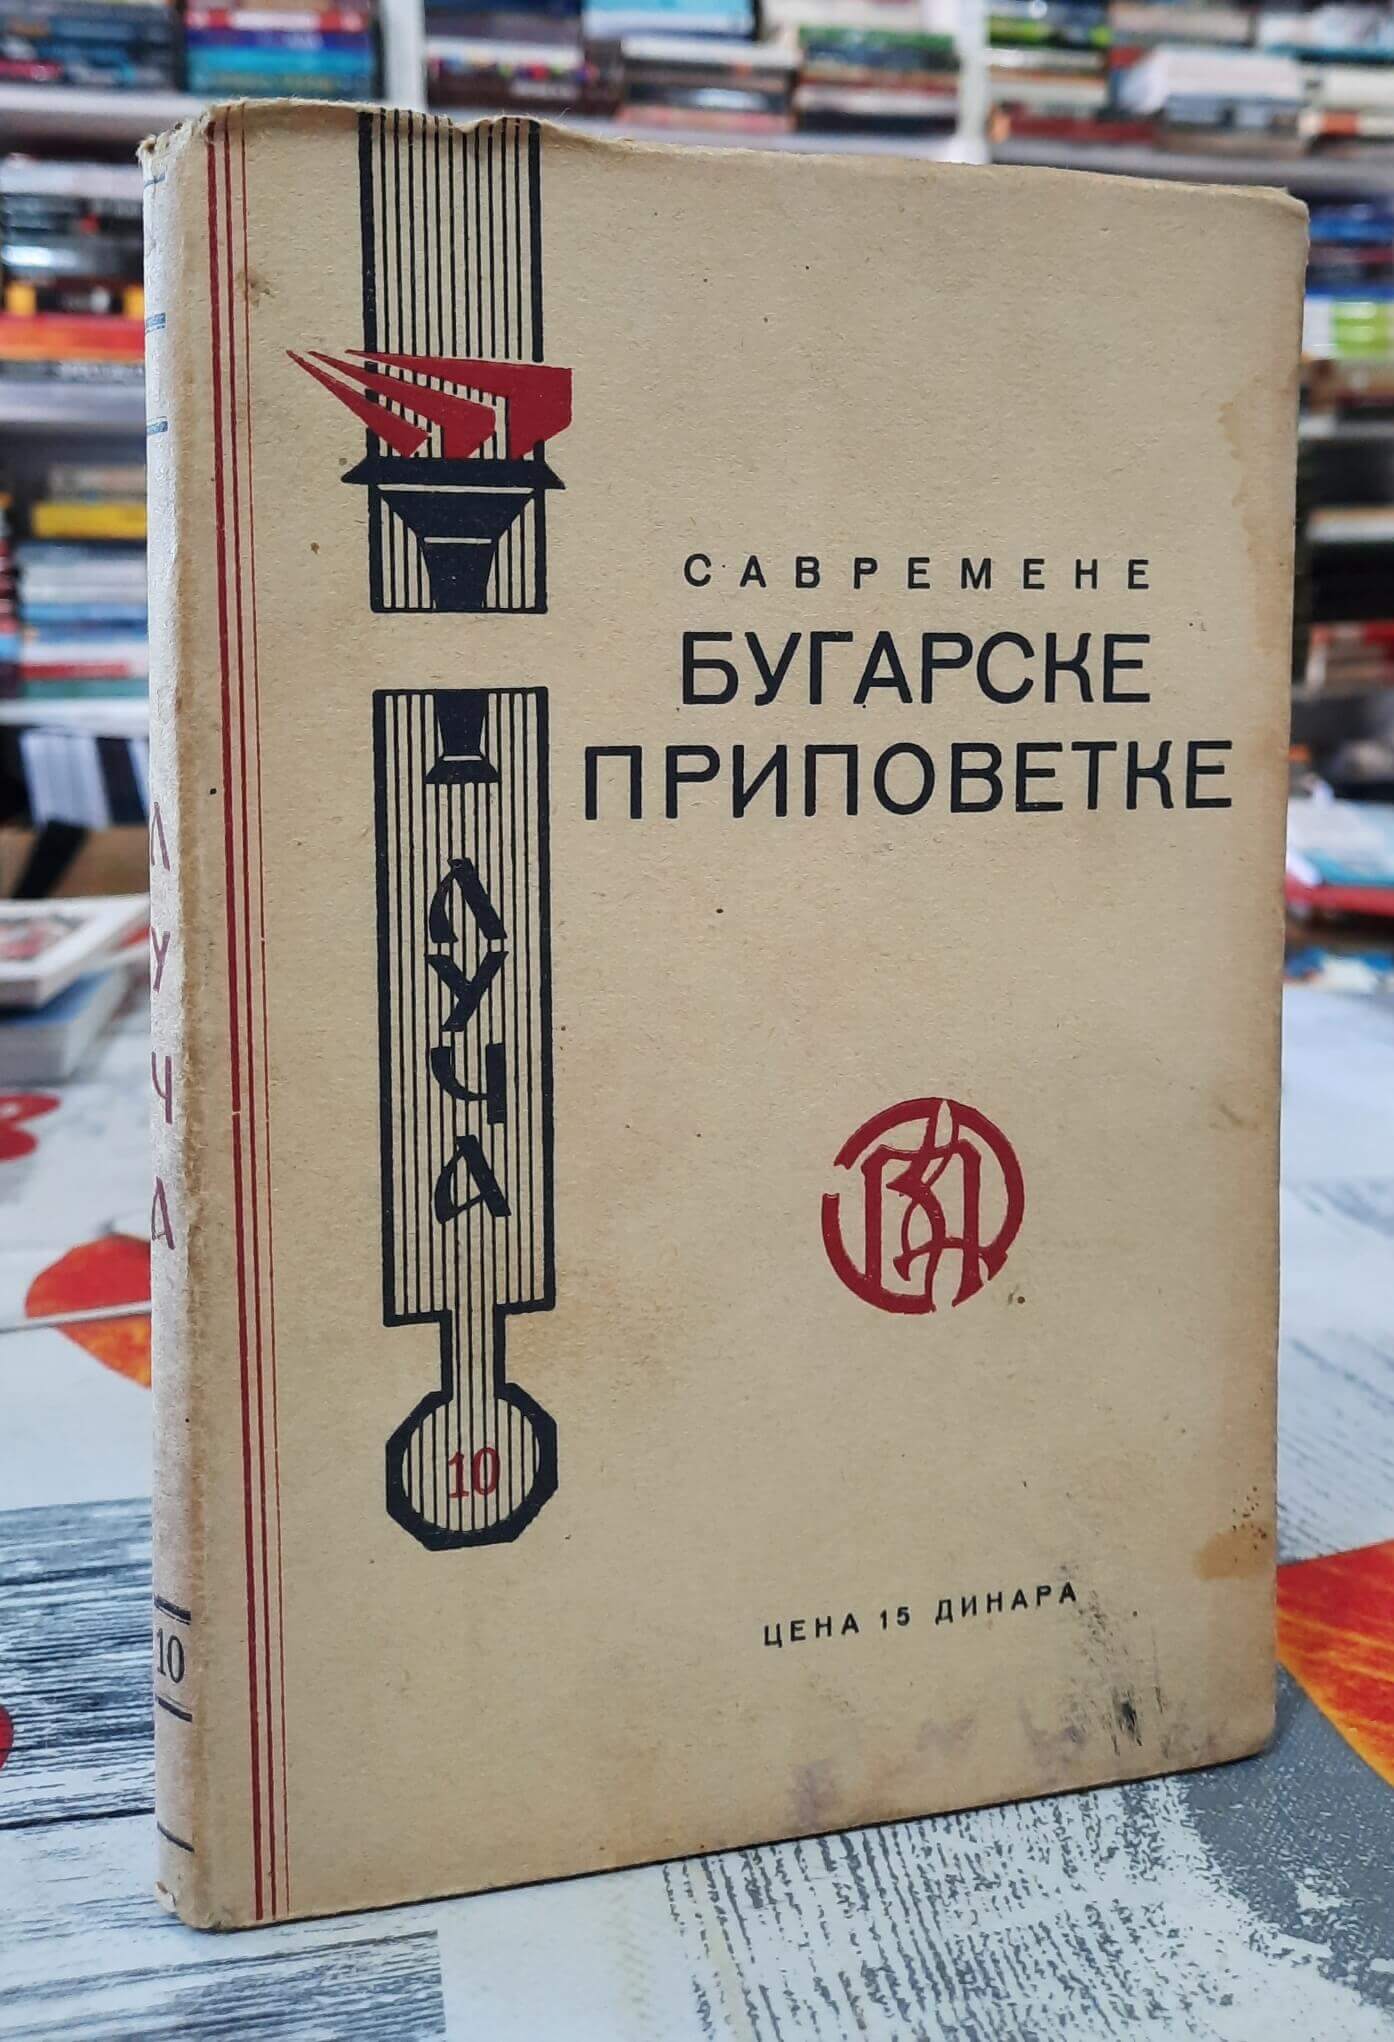 САВРЕМЕНЕ
БУГАРСКЕ
ПРИПОВЕТКЕ
ЛУЧА
10
ЦЕНА 15 ДИНАРА
ЛУЧА
10